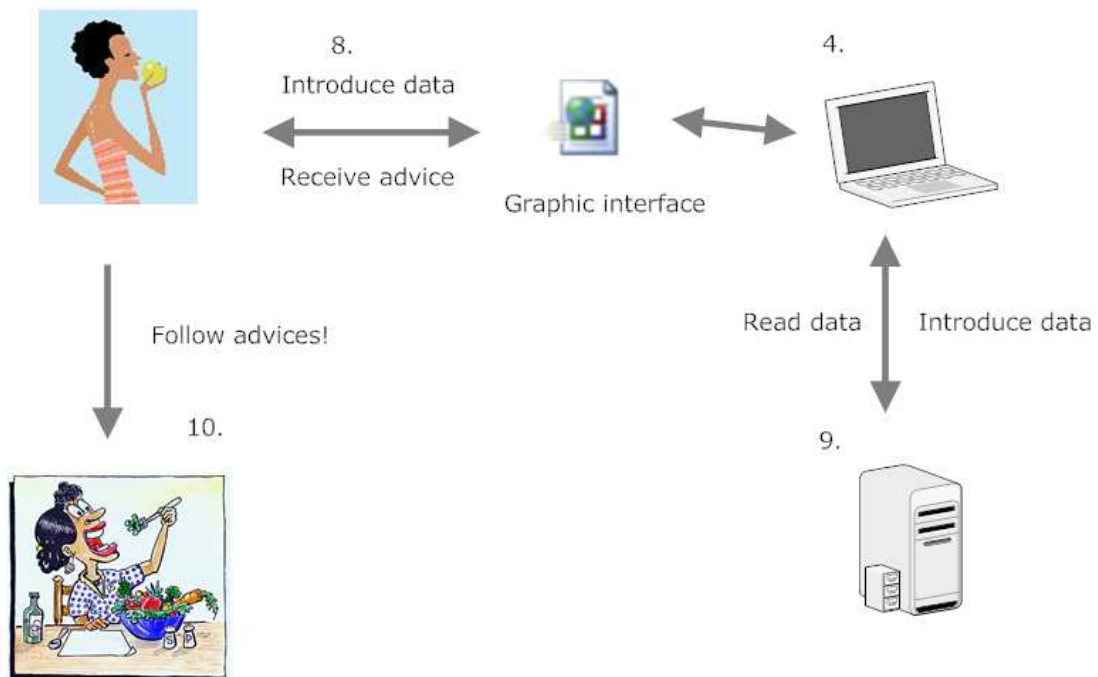 8.
4.
Introduce data
Receive advice
Graphic interface
Follow advices!
Read data
Introduce data
10.
9.
S
P